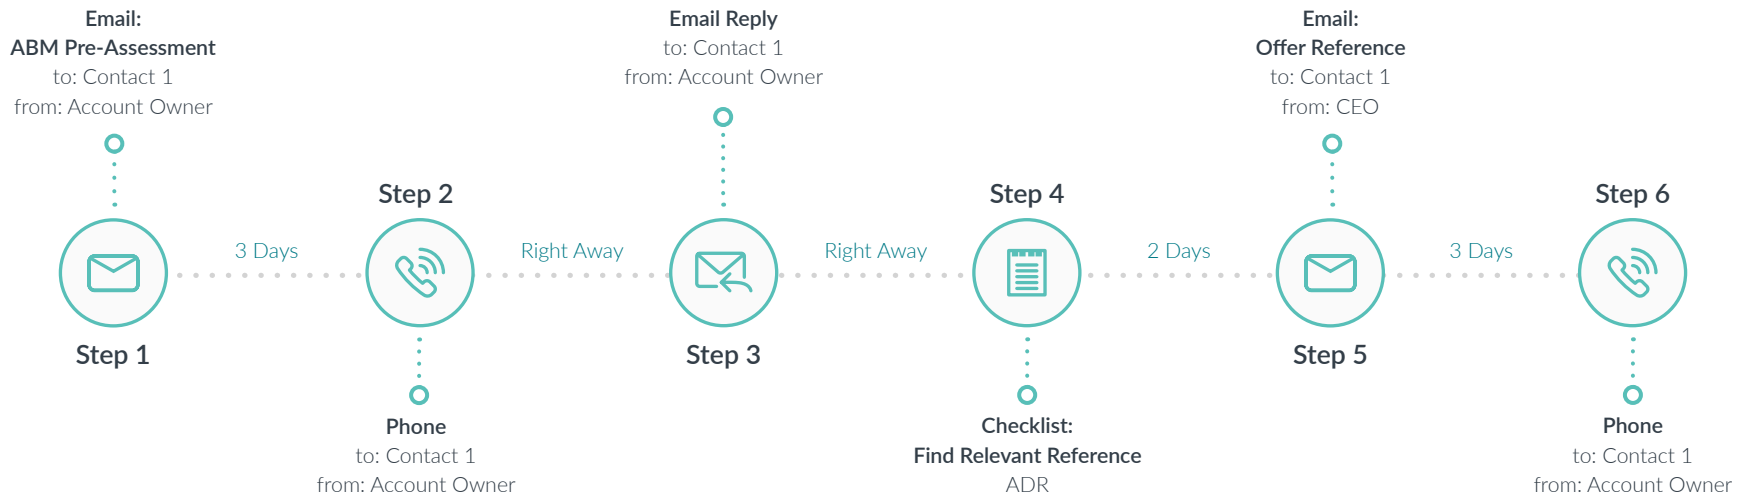 Email:
ABM Pre-Assessment
to: Contact 1
from: Account Owner
Step 1
3 Days
Step 2
Phone
to: Contact 1
from: Account Owner
Right Away
Email Reply
to: Contact 1
from: Account Owner
Step 3
Right Away
Step 4
Checklist:
Find Relevant Reference
ADR
2 Days
Email:
Offer Reference
to: Contact 1
from: CEO
Step 5
3 Days
Step 6
Phone
to: Contact 1
from: Account Owner